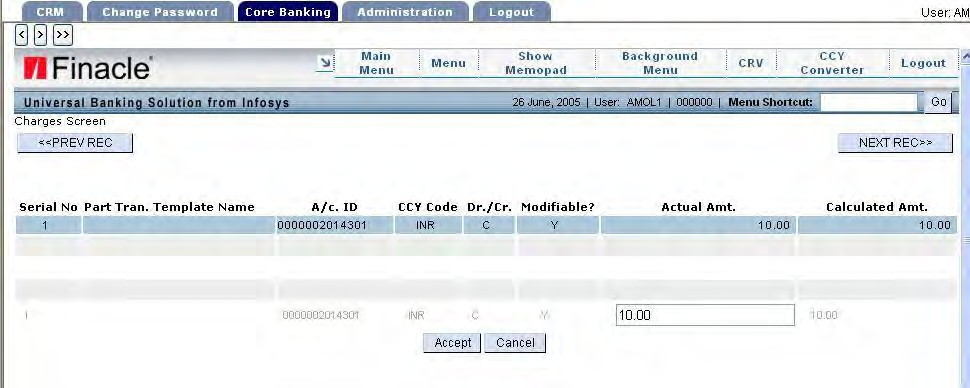 CRM Change Password Core Banking Administration Logout User: AM
< > >>
Finacle Main Menu Menu Show Memopad Background Menu CRV CCY Converter Logout
Universal Banking Solution from Infosys 26 June, 2005 | User: AMOL1 | 000000 | Menu Shortcut: Go
Charges Screen
<<PREV REC NEXT REC>>
Serial No Part Tran. Template Name A/c. ID CCY Code Dr./Cr. Modifiable? Actual Amt. Calculated Amt.
1 0000002014301 INR C Y 10.00 10.00
1 0000002014301 INR C Y 10.00 10.00
Accept Cancel